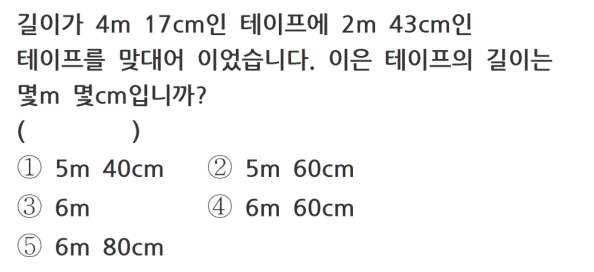 길이가 4m 17cm인 테이프에 2m 43cm인
테이프를 맞대어 이었습니다. 이은 테이프의 길이는
몇m 몇cm입니까?
(          )
① 5m 40cm  ② 5m 60cm
③ 6m  ④ 6m 60cm
⑤ 6m 80cm